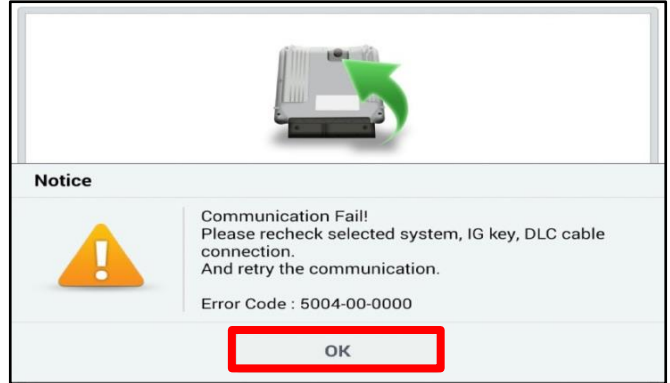 Notice
Communication Fail!
Please recheck selected system, IG key, DLC cable
connection.
And retry the communication.
Error Code : 5004-00-0000
OK